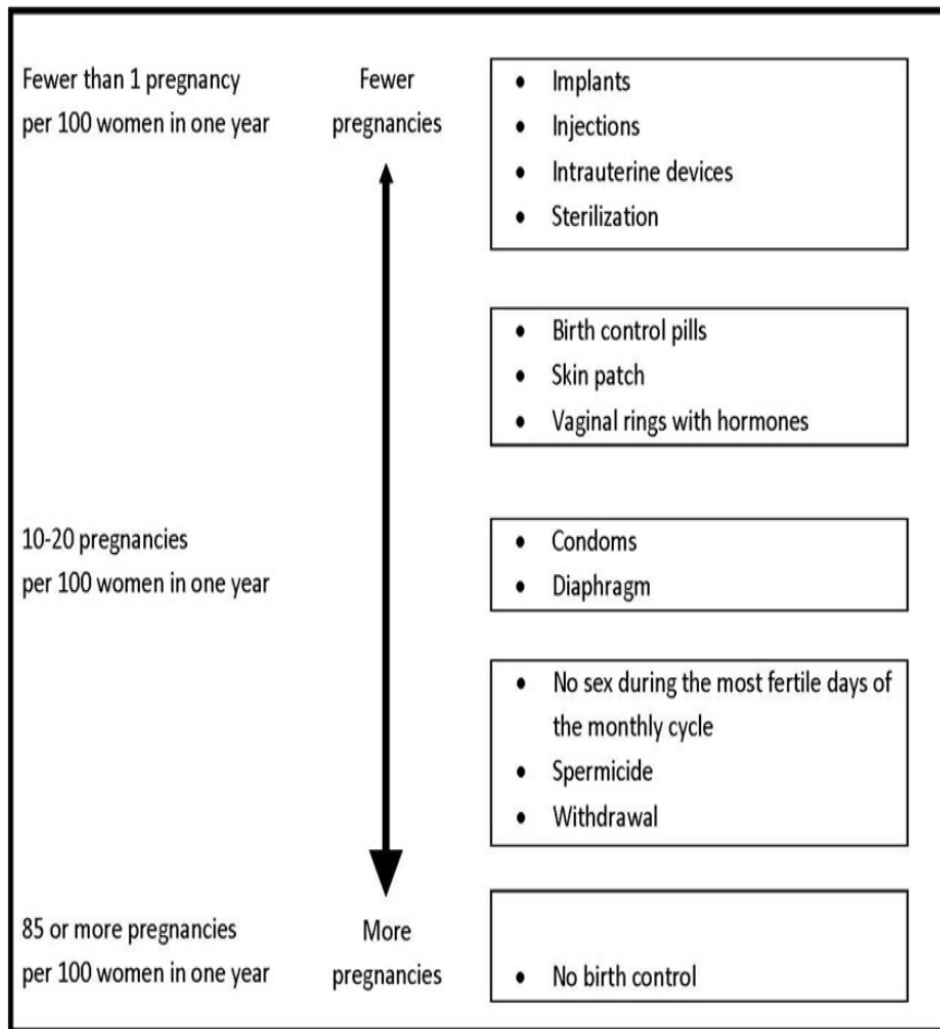 Fewer than 1 pregnancy
per 100 women in one year
Fewer
pregnancies
• Implants
• Injections
• Intrauterine devices
• Sterilization
• Birth control pills
• Skin patch
• Vaginal rings with hormones
10-20 pregnancies
per 100 women in one year
• Condoms
• Diaphragm
• No sex during the most fertile days of
the monthly cycle
• Spermicide
• Withdrawal
85 or more pregnancies
per 100 women in one year
More
pregnancies
• No birth control